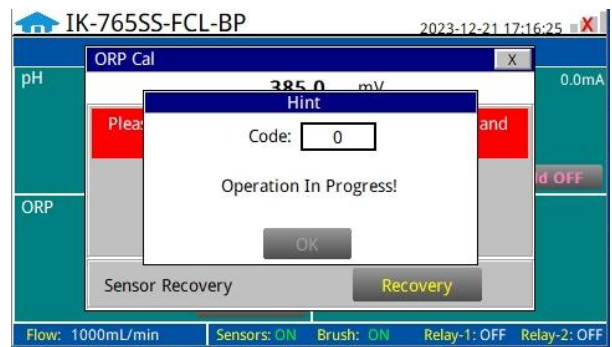 IK-765SS-FCL-BP
2023-12-21 17:16:25
X
ORP Cal
X
pH
385.0 mV
0.0mA
Hint
and
Code: 0
Operation In Progress!
OFF
ORP
OK
Sensor Recovery
Recovery
Flow: 1000mL/min
Sensors: ON
Brush: ON
Relay-1: OFF
Relay-2: OFF